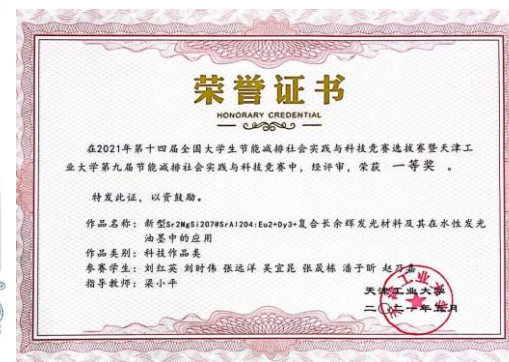 荣誉证书
HONORARY CREDENTIAL
在2021年第十四届全国大学生节能减排社会实践与科技竞赛选拔赛暨天津工
业大学第九届节能减排社会实践与科技竞赛中，经评审，荣获 一等奖 。
特发此证，以资鼓励。
作品名称：新型Sr2MgSi2O7@SrAl2O4:Eu2+Dy3+复合长余辉发光材料及其在水性发光
油墨中的应用
作品类别：科技作品类
参赛学生：刘红英 刘时伟 张远洋 吴宜昆 张晟栋 潘子昕 赵乃嘉
指导教师：梁小平
天津工业大学
二〇二一年五月